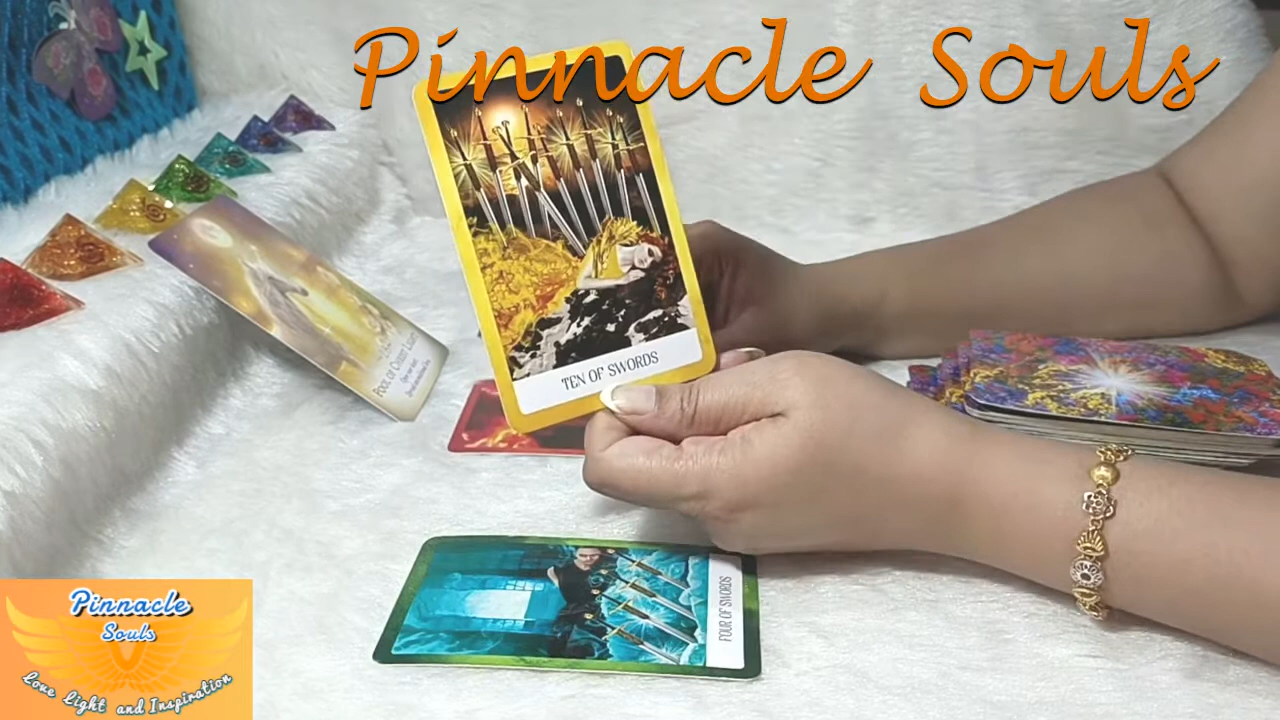 Pinnacle Souls
TEN OF SWORDS
FOUR OF SWORDS
Pinnacle
Souls
Love Light and Inspiration